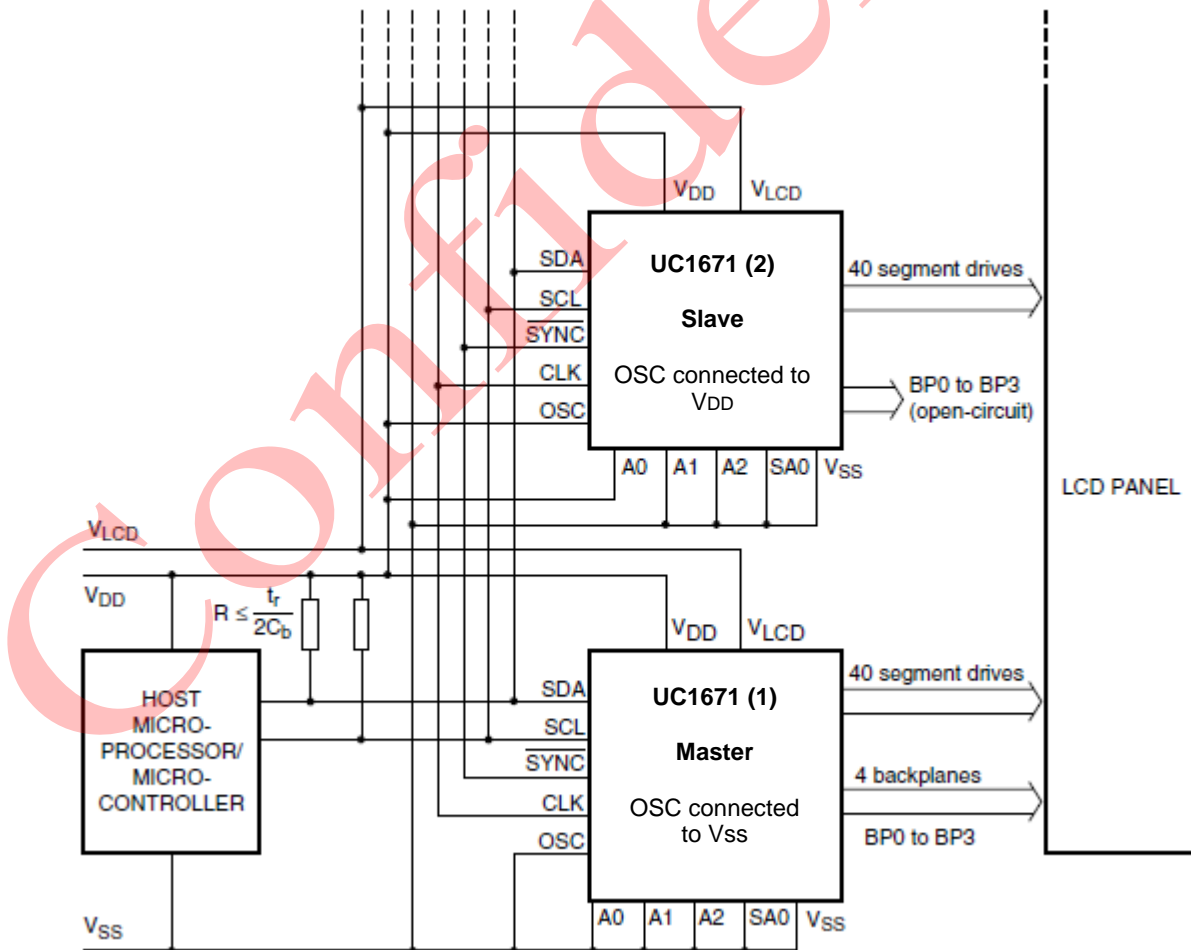 Confide
VDD VLCD
SDA
SCL
SYNC
CLK
OSC
UC1671 (2)
Slave
OSC connected to
VDD
40 segment drives
BP0 to BP3
(open-circuit)
A0 A1 A2 SA0 VSS
LCD PANEL
VLCD
VDD
R ≤ tr
2Cb
VDD VLCD
HOST
MICRO-
PROCESSOR/
MICRO-
CONTROLLER
SDA
SCL
SYNC
CLK
OSC
UC1671 (1)
Master
OSC connected
to Vss
40 segment drives
4 backplanes
BP0 to BP3
VSS
A0 A1 A2 SA0 VSS